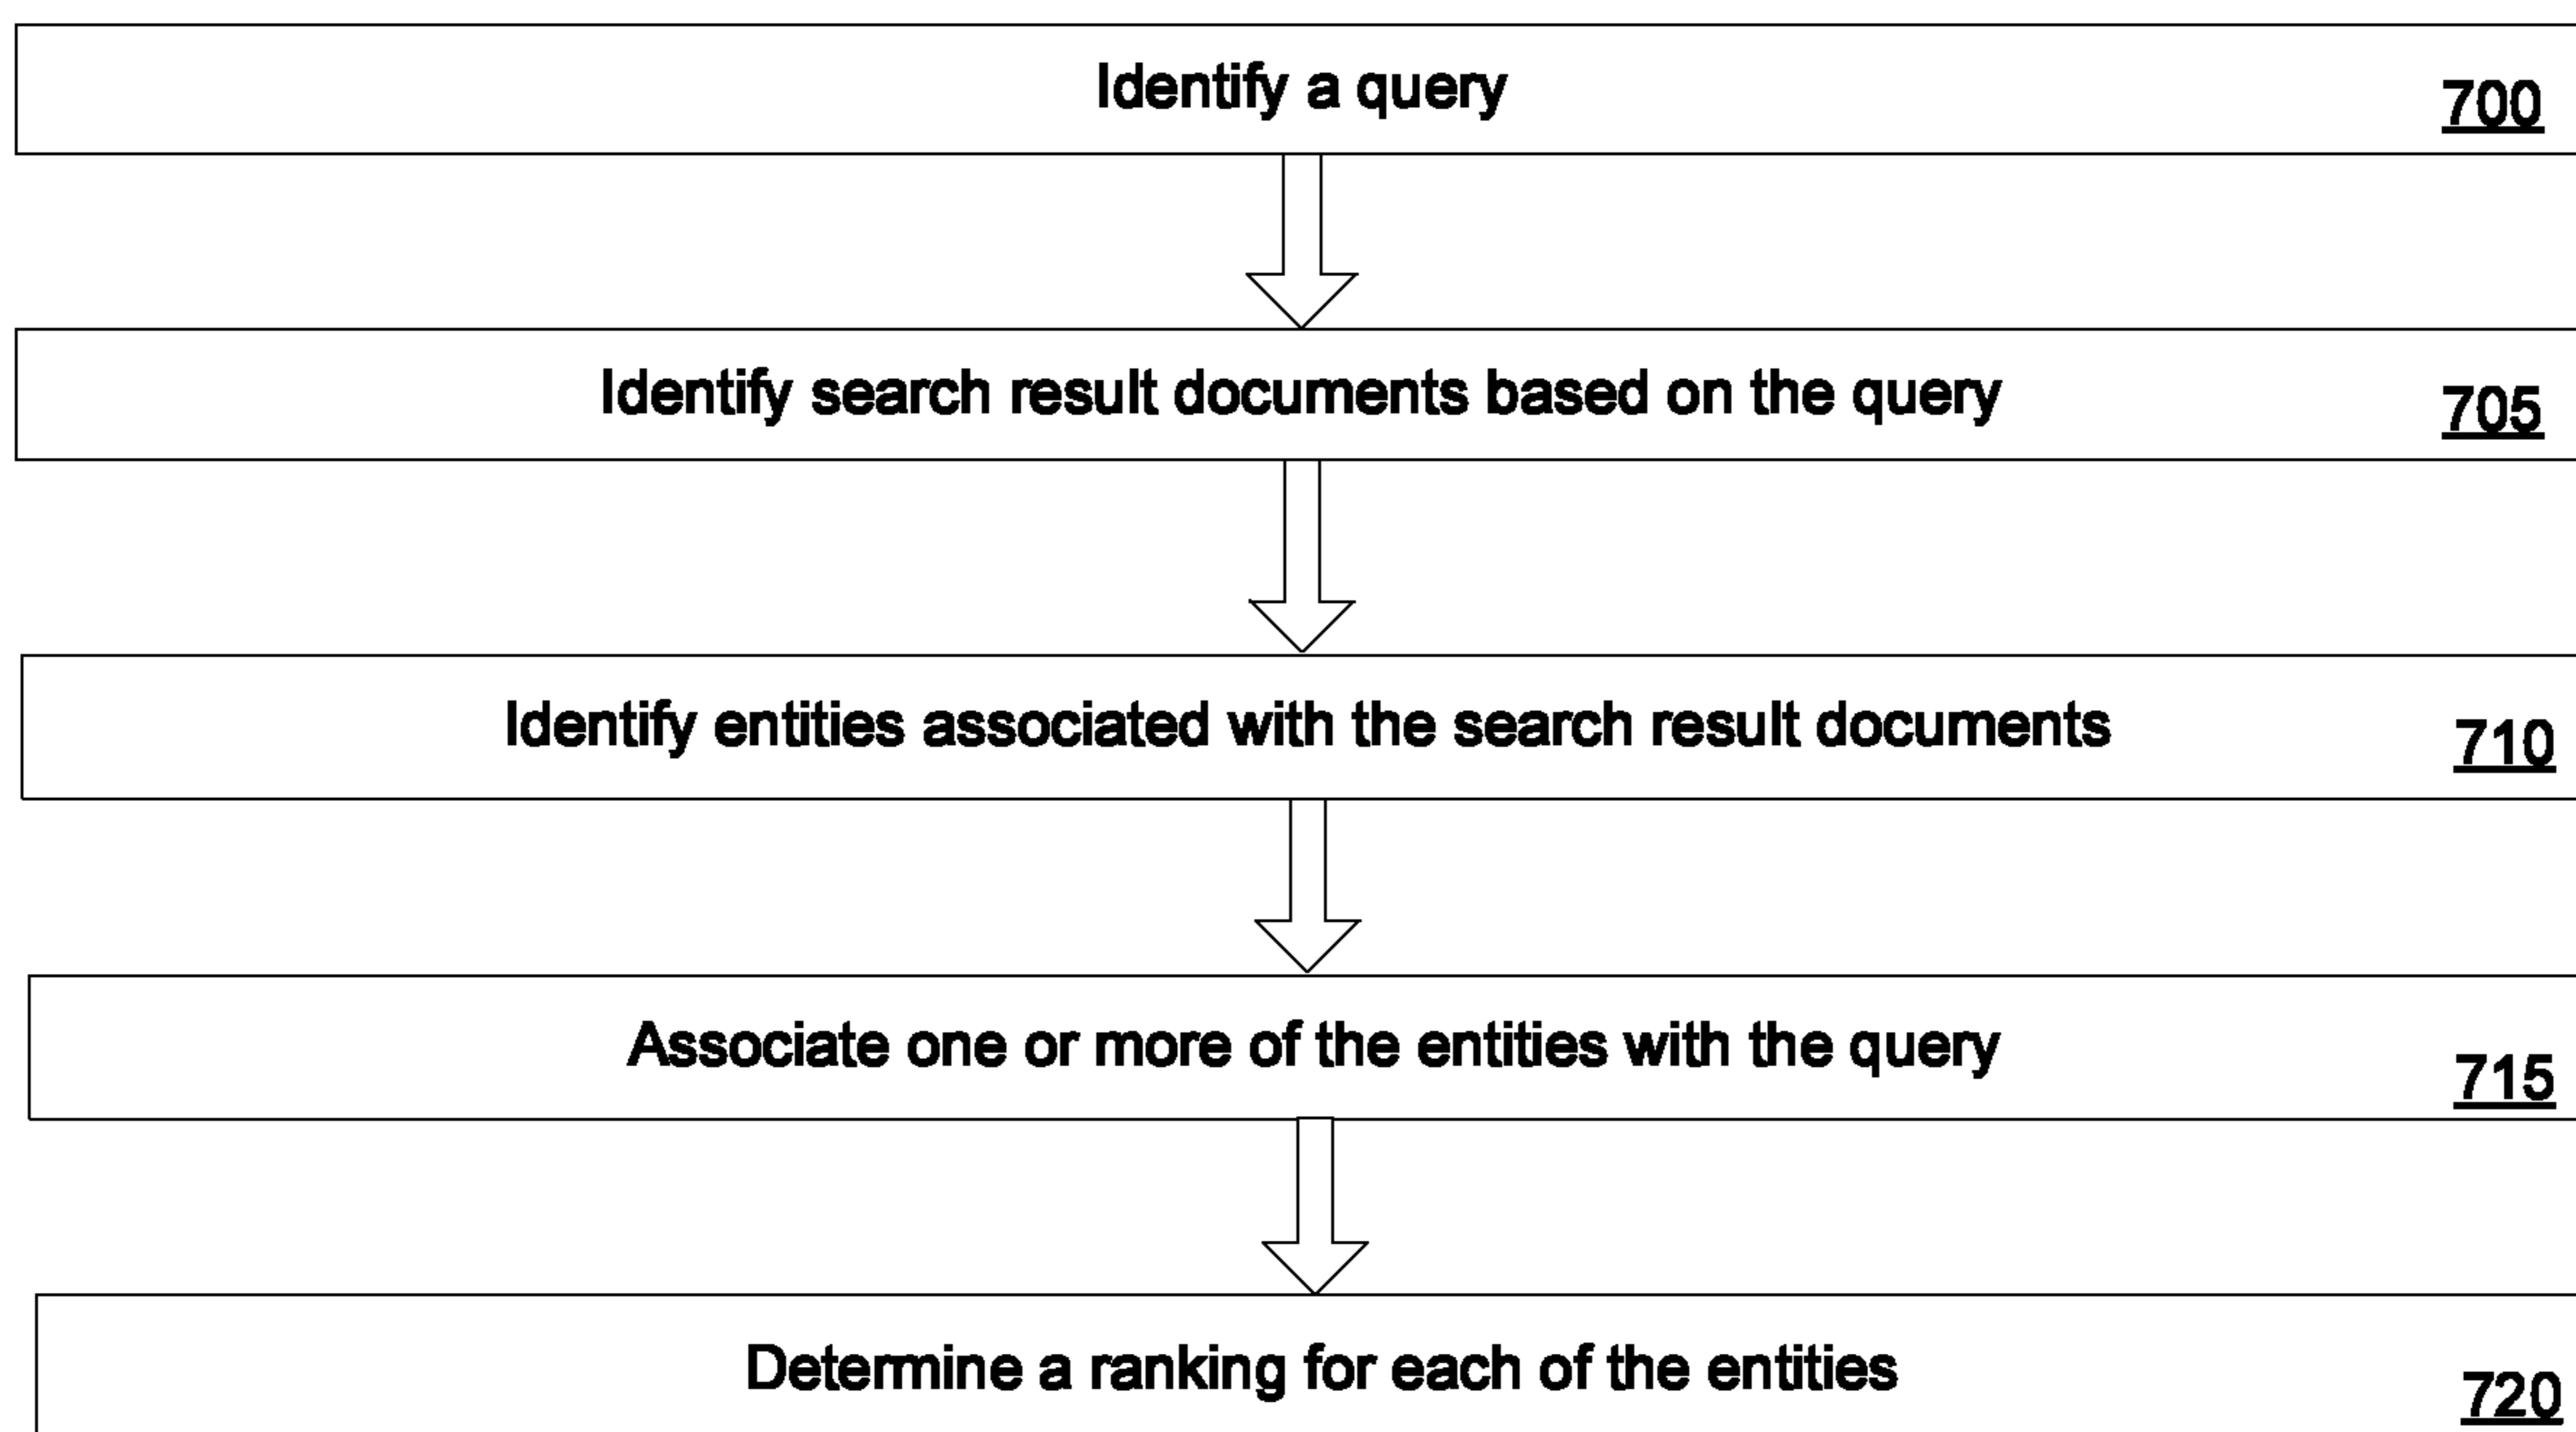 Identify a query
700
Identify search result documents based on the query
705
Identify entities associated with the search result documents
710
Associate one or more of the entities with the query
715
Determine a ranking for each of the entities
720